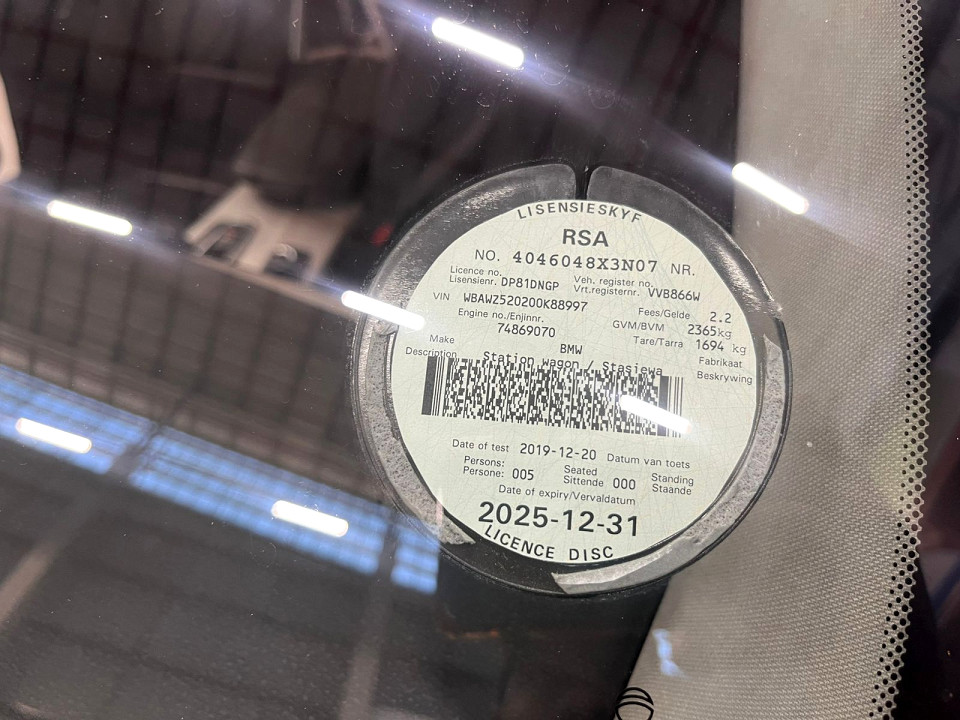 LISENSIESKYF
RSA
NO. 4046048X3N07 NR.
Licence no. Veh. register no.
Lisensienr. DP81DNGP Vrt.registernr. VVB866W
VIN WBAWZ520200K88997 Fees/Gelde 2.2
Engine no./Enjinnr. GVM/BVM 2365kg
74869070 Tare/Tarra 1694 kg
Make BMW Fabrikaat
Description Station wagon / Stasiewa Beskrywing
Date of test 2019-12-20 Datum van toets
Persons: Seated Standing
Persone: 005 Sittende 000 Staande
Date of expiry/Vervaldatum
2025-12-31
LICENCE DISC